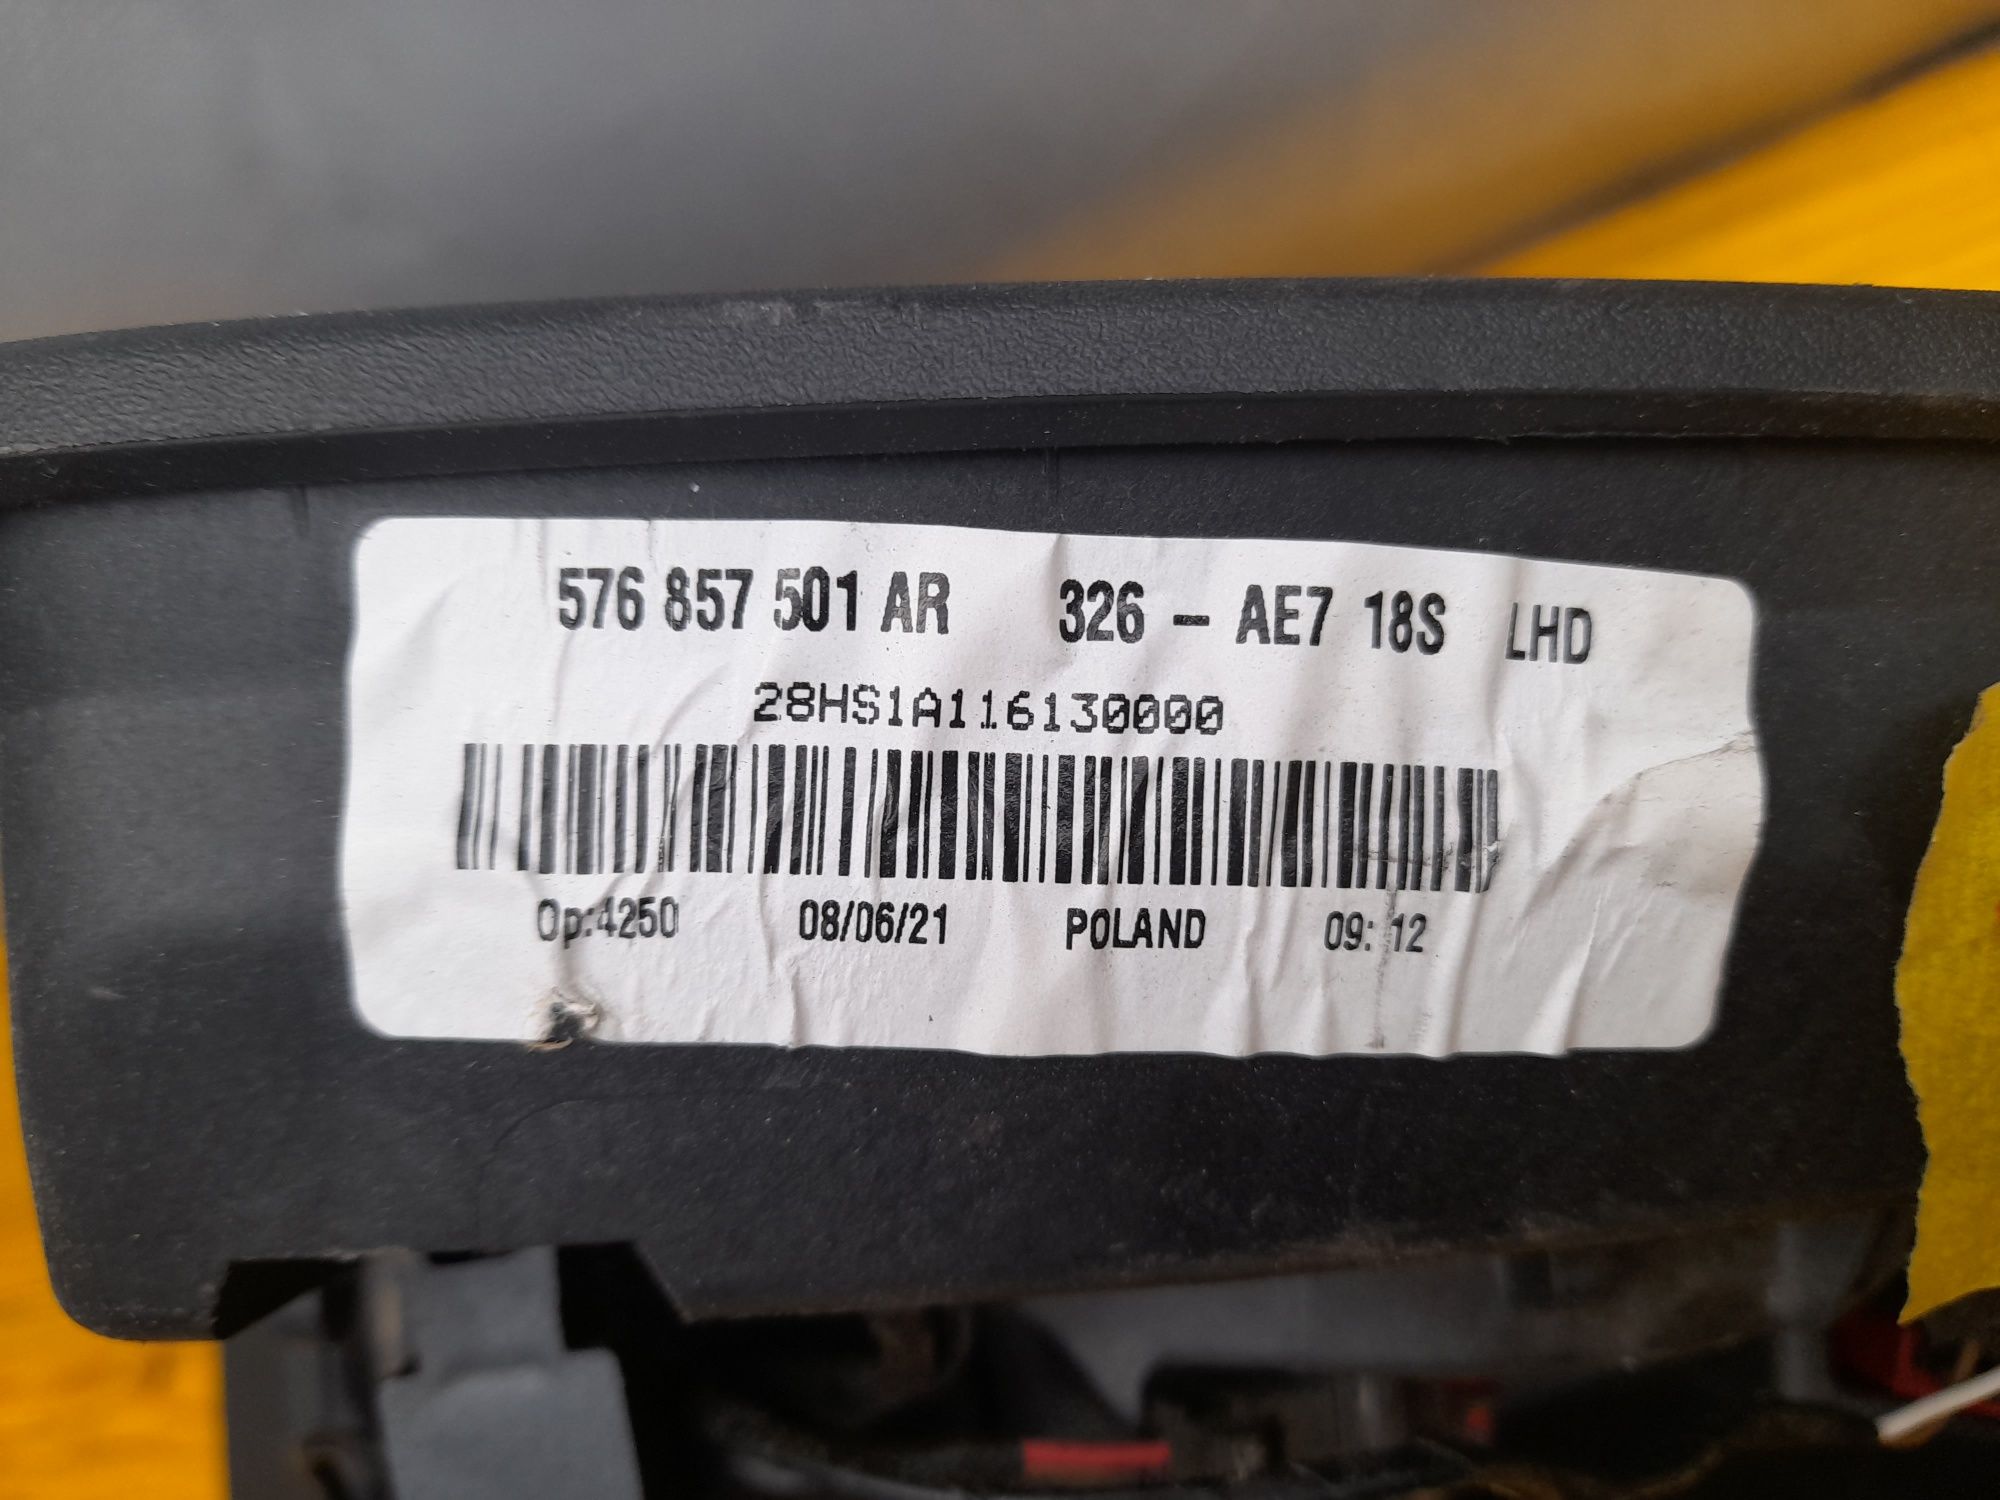 576 857 501 AR 326 - AE7 18S LHD
28HS1A116130000
Op:4250 08/06/21 POLAND 09: 12